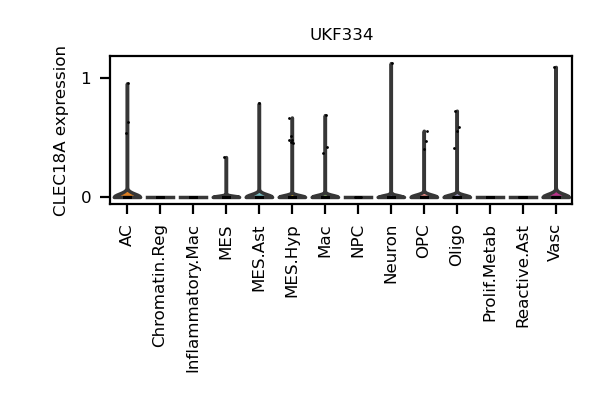 UKF334
CLEC18A expression
1
0
AC
Chromatin.Reg
Inflammatory.Mac
MES
MES.Ast
MES.Hyp
Mac
NPC
Neuron
OPC
Oligo
Prolif.Metab
Reactive.Ast
Vasc